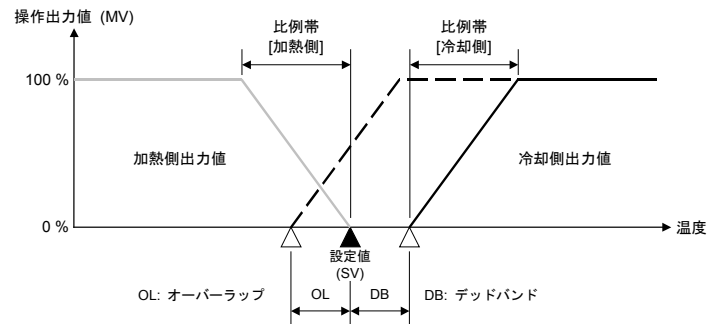 操作出力値 (MV)
比例帯
[加熱側]
比例帯
[冷却側]
100 %
加熱側出力値
冷却側出力値
0 %
温度
設定値
(SV)
OL: オーバーラップ
OL
DB
DB: デッドバンド